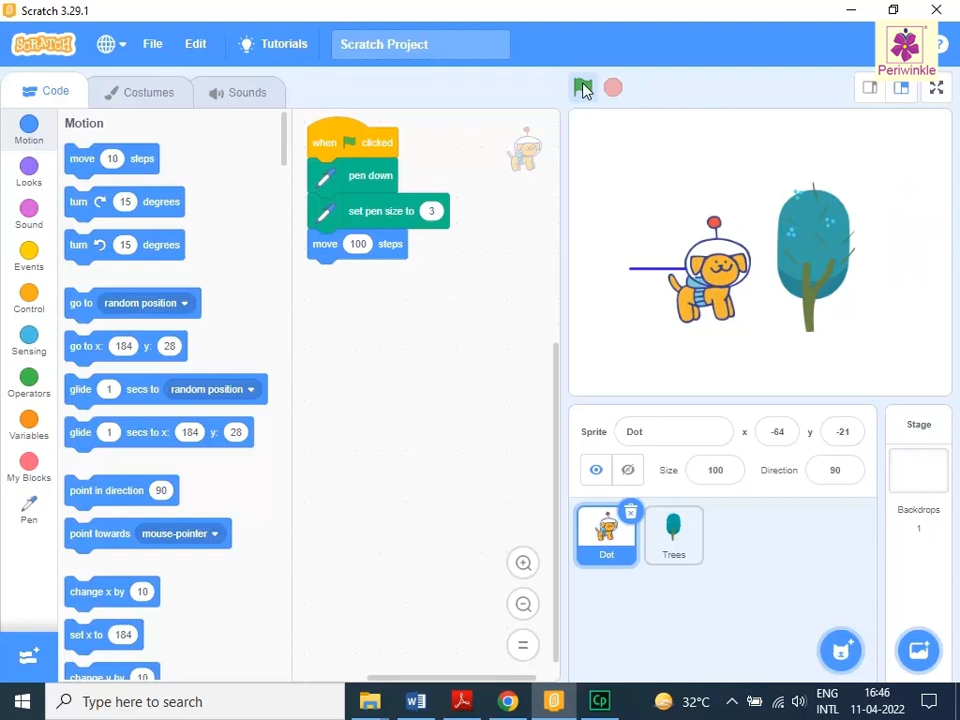 Scratch 3.29.1
SCRATCH
File
Edit
Tutorials
Scratch Project
?
Periwinkle
Code
Costumes
Sounds
Motion
Looks
Sound
Events
Control
Sensing
Operators
Variables
My Blocks
Pen
Motion
move 10 steps
turn 15 degrees
turn 15 degrees
go to random position
go to x: 184 y: 28
glide 1 secs to random position
glide 1 secs to x: 184 y: 28
point in direction 90
point towards mouse-pointer
change x by 10
set x to 184
change y by 10
when clicked
pen down
set pen size to 3
move 100 steps
Sprite Dot x -64 y -21
Size 100 Direction 90
Dot
Trees
Stage
Backdrops
1
Type here to search
32°C
ENG
INTL
16:46
11-04-2022